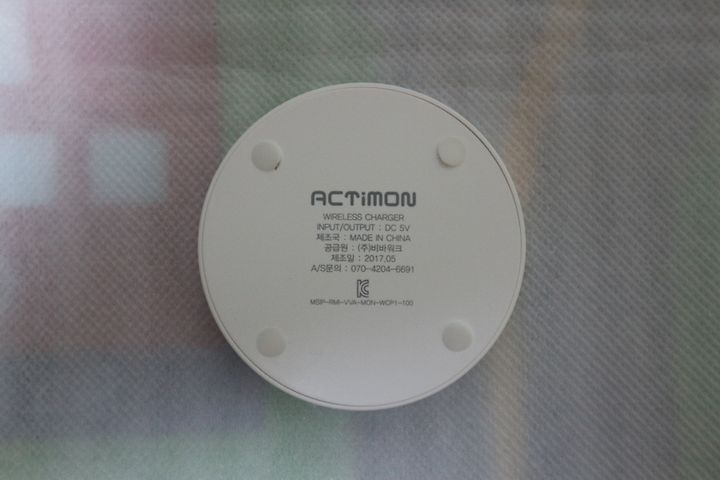 ACTiMON
WIRELESS CHARGER
INPUT/OUTPUT : DC 5V
제조국 : MADE IN CHINA
공급원 : (주)비바워크
제조일 : 2017.05
A/S문의 : 070-4204-6691
MSIP-RMI-VVA-MON-WCP1-100